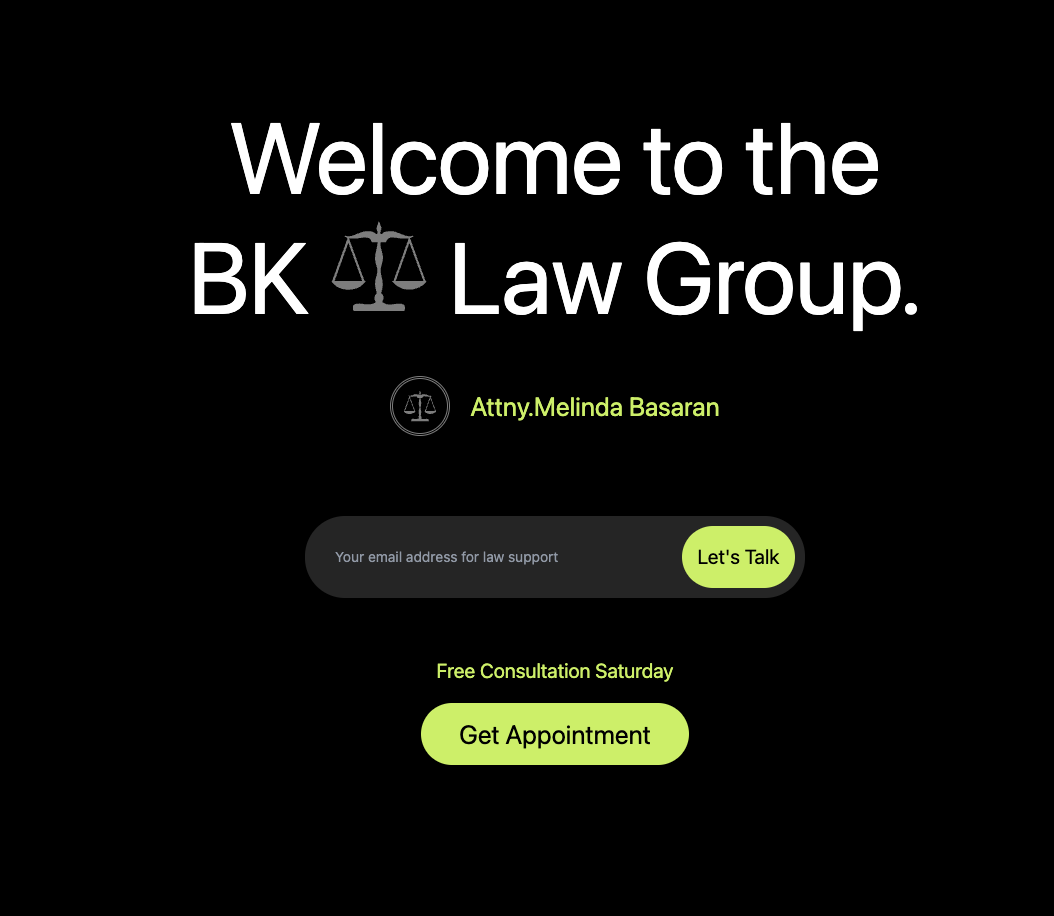 Welcome to the
BK Law Group.
Attny.Melinda Basaran
Your email address for law support
Let's Talk
Free Consultation Saturday
Get Appointment